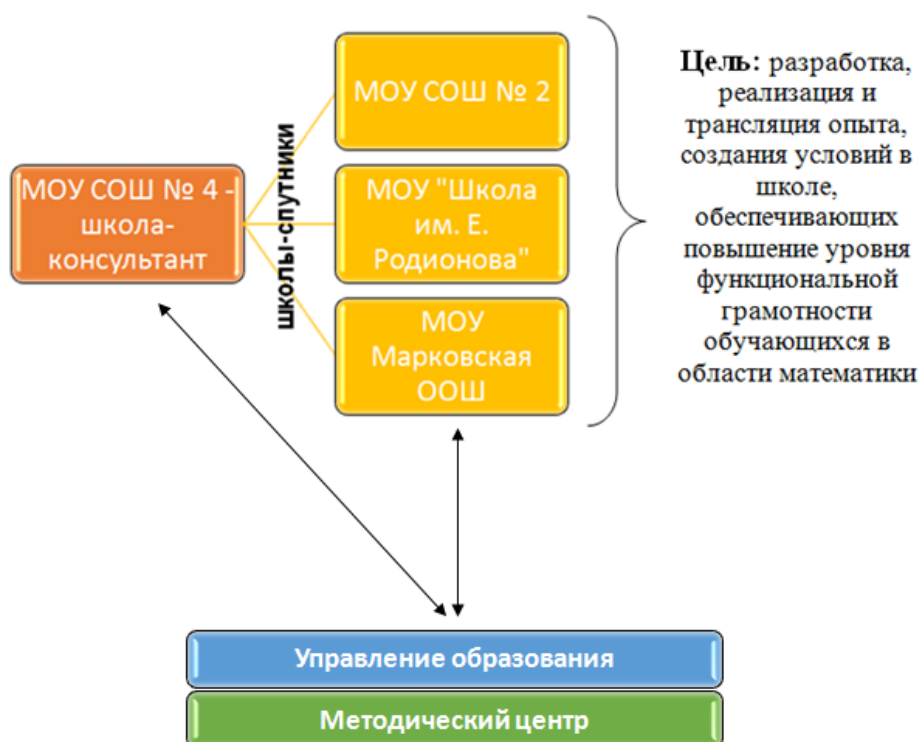 МОУ СОШ № 4 -
школа-
консультант
школы-спутники
МОУ СОШ № 2
МОУ "Школа
им. Е.
Родионова"
МОУ
Марковская
ООШ
Цель: разработка,
реализация и
трансляция опыта,
создания условий в
школе,
обеспечивающих
повышение уровня
функциональной
грамотности
обучающихся в
области математики
Управление образования
Методический центр